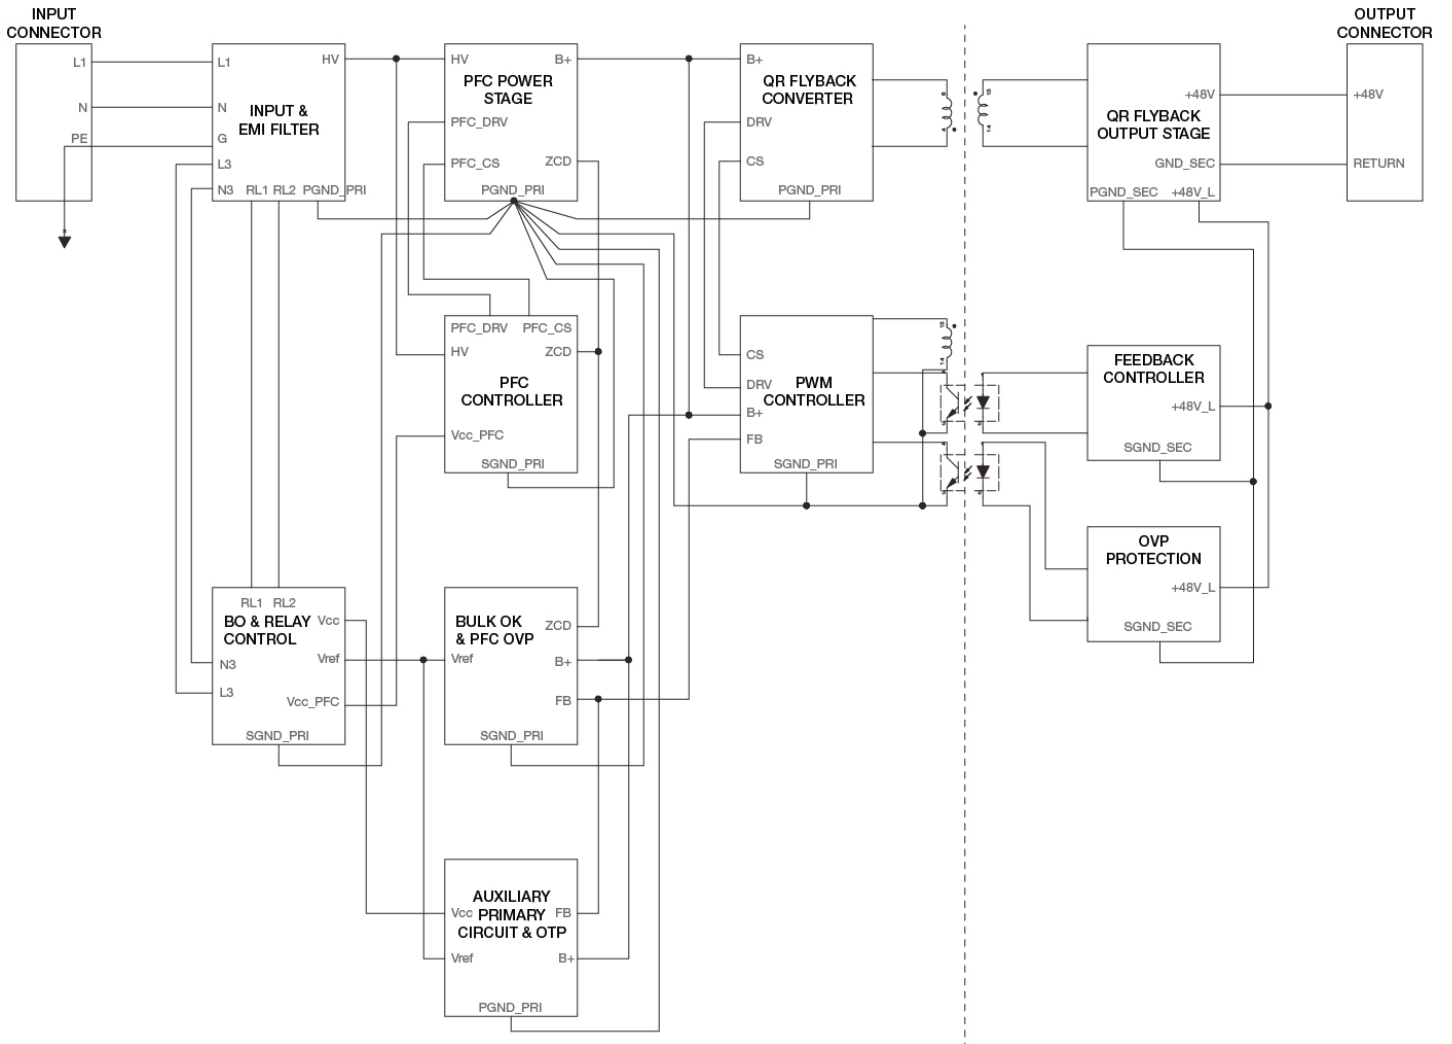 INPUT
CONNECTOR
L1
N
PE
L1
HV
N
INPUT &
EMI FILTER
G
L3
N3 RL1 RL2 PGND_PRI
HV
B+
PFC POWER
STAGE
PFC_DRV
PFC_CS
ZCD
PGND_PRI
B+
QR FLYBACK
CONVERTER
DRV
CS
PGND_PRI
+48V
QR FLYBACK
OUTPUT STAGE
GND_SEC
PGND_SEC +48V_L
OUTPUT
CONNECTOR
+48V
RETURN
PFC_DRV PFC_CS
HV
ZCD
PFC
CONTROLLER
Vcc_PFC
SGND_PRI
CS
PWM
CONTROLLER
DRV
B+
FB
SGND_PRI
FEEDBACK
CONTROLLER
+48V_L
SGND_SEC
OVP
PROTECTION
+48V_L
SGND_SEC
RL1 RL2
BO & RELAY
CONTROL
Vcc
Vref
N3
L3
Vcc_PFC
SGND_PRI
BULK OK
& PFC OVP
ZCD
Vref
B+
FB
SGND_PRI
AUXILIARY
PRIMARY
CIRCUIT & OTP
Vcc
FB
Vref
B+
PGND_PRI